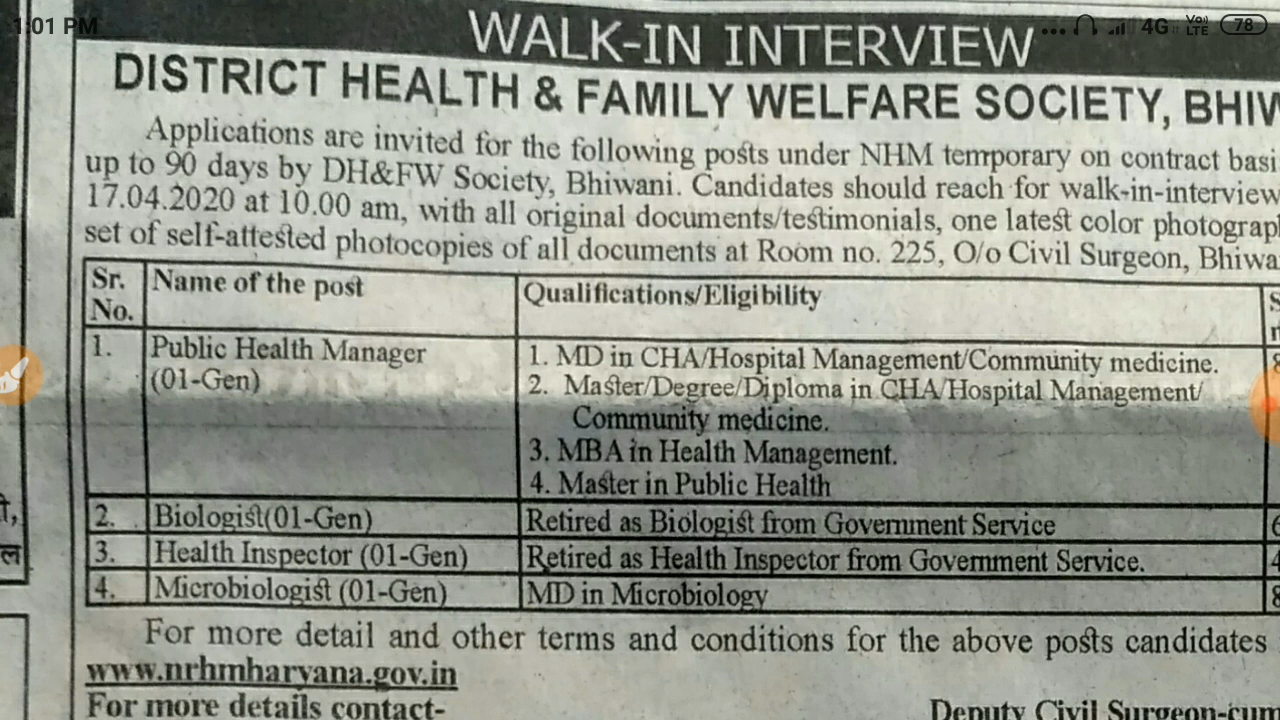 1:01 PM
4G VoLTE 78
WALK-IN INTERVIEW
DISTRICT HEALTH & FAMILY WELFARE SOCIETY, BHIW
Applications are invited for the following posts under NHM temporary on contract basi
up to 90 days by DH&FW Society, Bhiwani. Candidates should reach for walk-in-interview
17.04.2020 at 10.00 am, with all original documents/testimonials, one latest color photograp
set of self-attested photocopies of all documents at Room no. 225, O/o Civil Surgeon, Bhiwa
Sr. No. Name of the post Qualifications/Eligibility
1. Public Health Manager (01-Gen) 1. MD in CHA/Hospital Management/Community medicine.
2. Master/Degree/Diploma in CHA/Hospital Management/
Community medicine.
3. MBA in Health Management.
4. Master in Public Health
2. Biologist(01-Gen) Retired as Biologist from Government Service
3. Health Inspector (01-Gen) Retired as Health Inspector from Government Service.
4. Microbiologist (01-Gen) MD in Microbiology
For more detail and other terms and conditions for the above posts candidates
www.nrhmharyana.gov.in
For more details contact- Deputy Civil Surgeon-cum